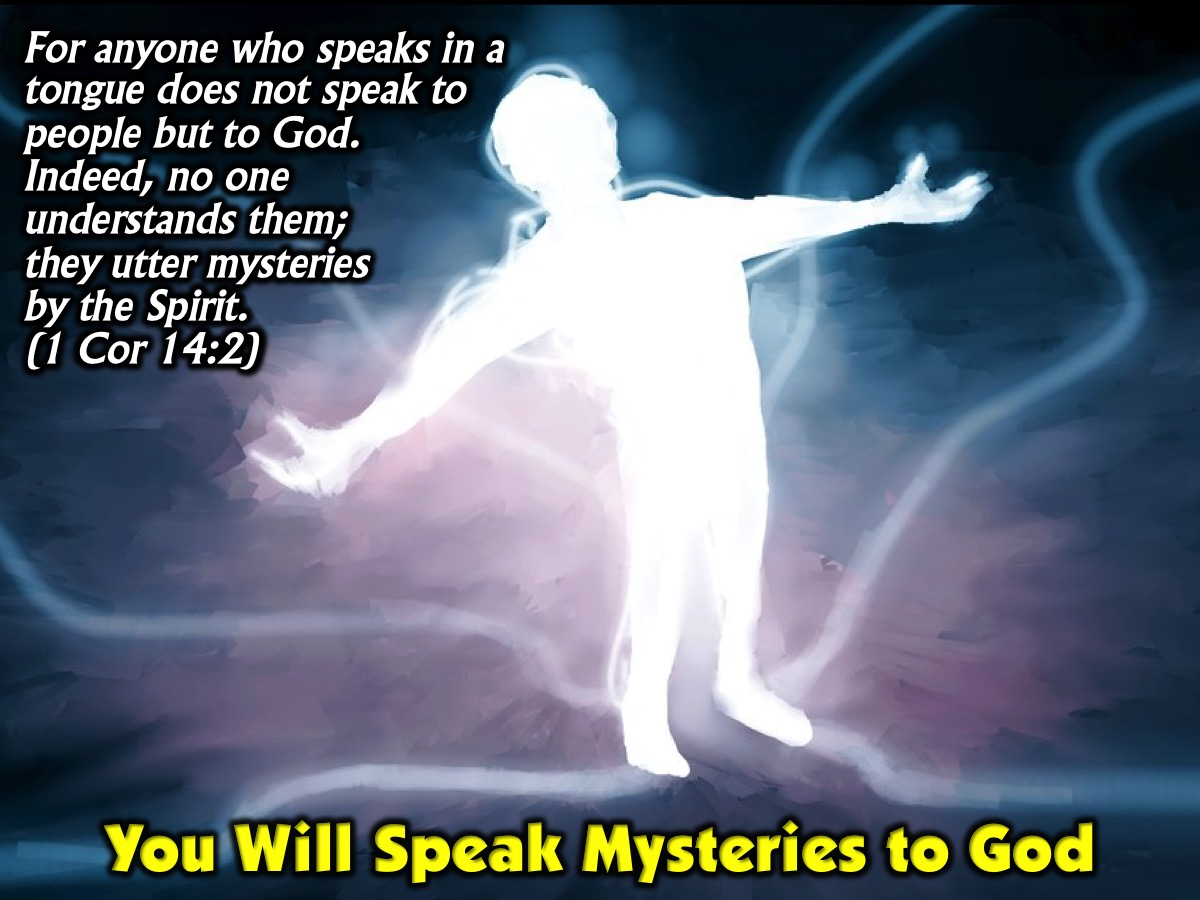 For anyone who speaks in a
tongue does not speak to
people but to God.
Indeed, no one
understands them;
they utter mysteries
by the Spirit.
(1 Cor 14:2)
You Will Speak Mysteries to God